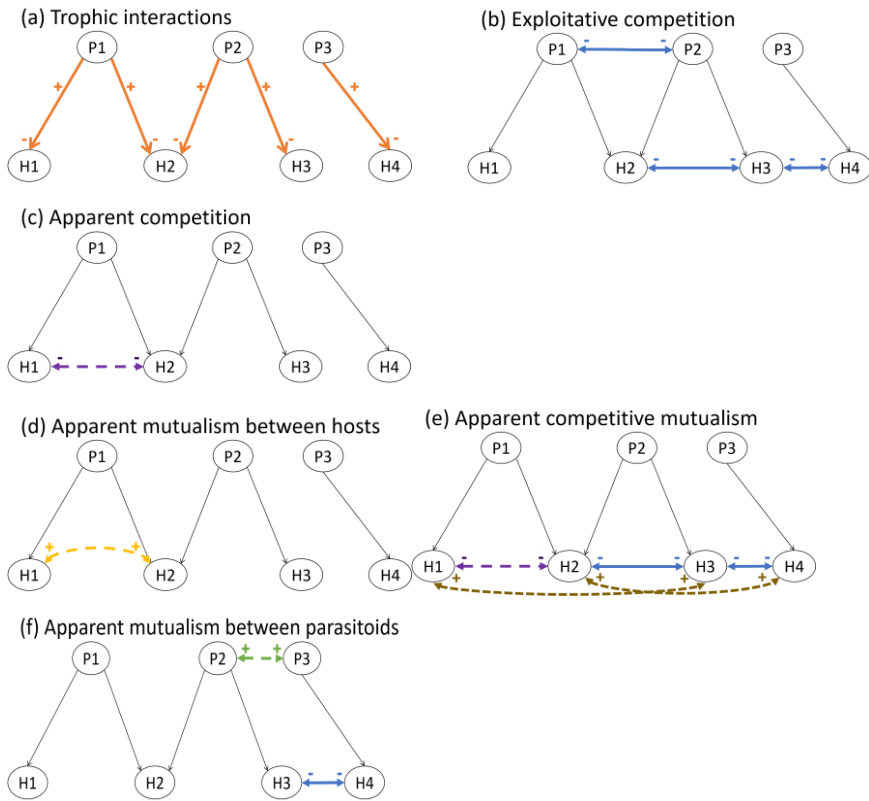 (a) Trophic interactions
P1 P2 P3
+ + + + +
- - - - -
H1 H2 H3 H4
(b) Exploitative competition
P1 - - P2 P3
H1 H2 - - H3 - - H4
(c) Apparent competition
P1 P2 P3
H1 - - H2 H3 H4
(d) Apparent mutualism between hosts
P1 P2 P3
+ +
H1 H2 H3 H4
(e) Apparent competitive mutualism
P1 P2 P3
H1 - - H2 - - H3 - - H4
+ + + +
(f) Apparent mutualism between parasitoids
P1 P2 + + P3
H1 H2 H3 - - H4